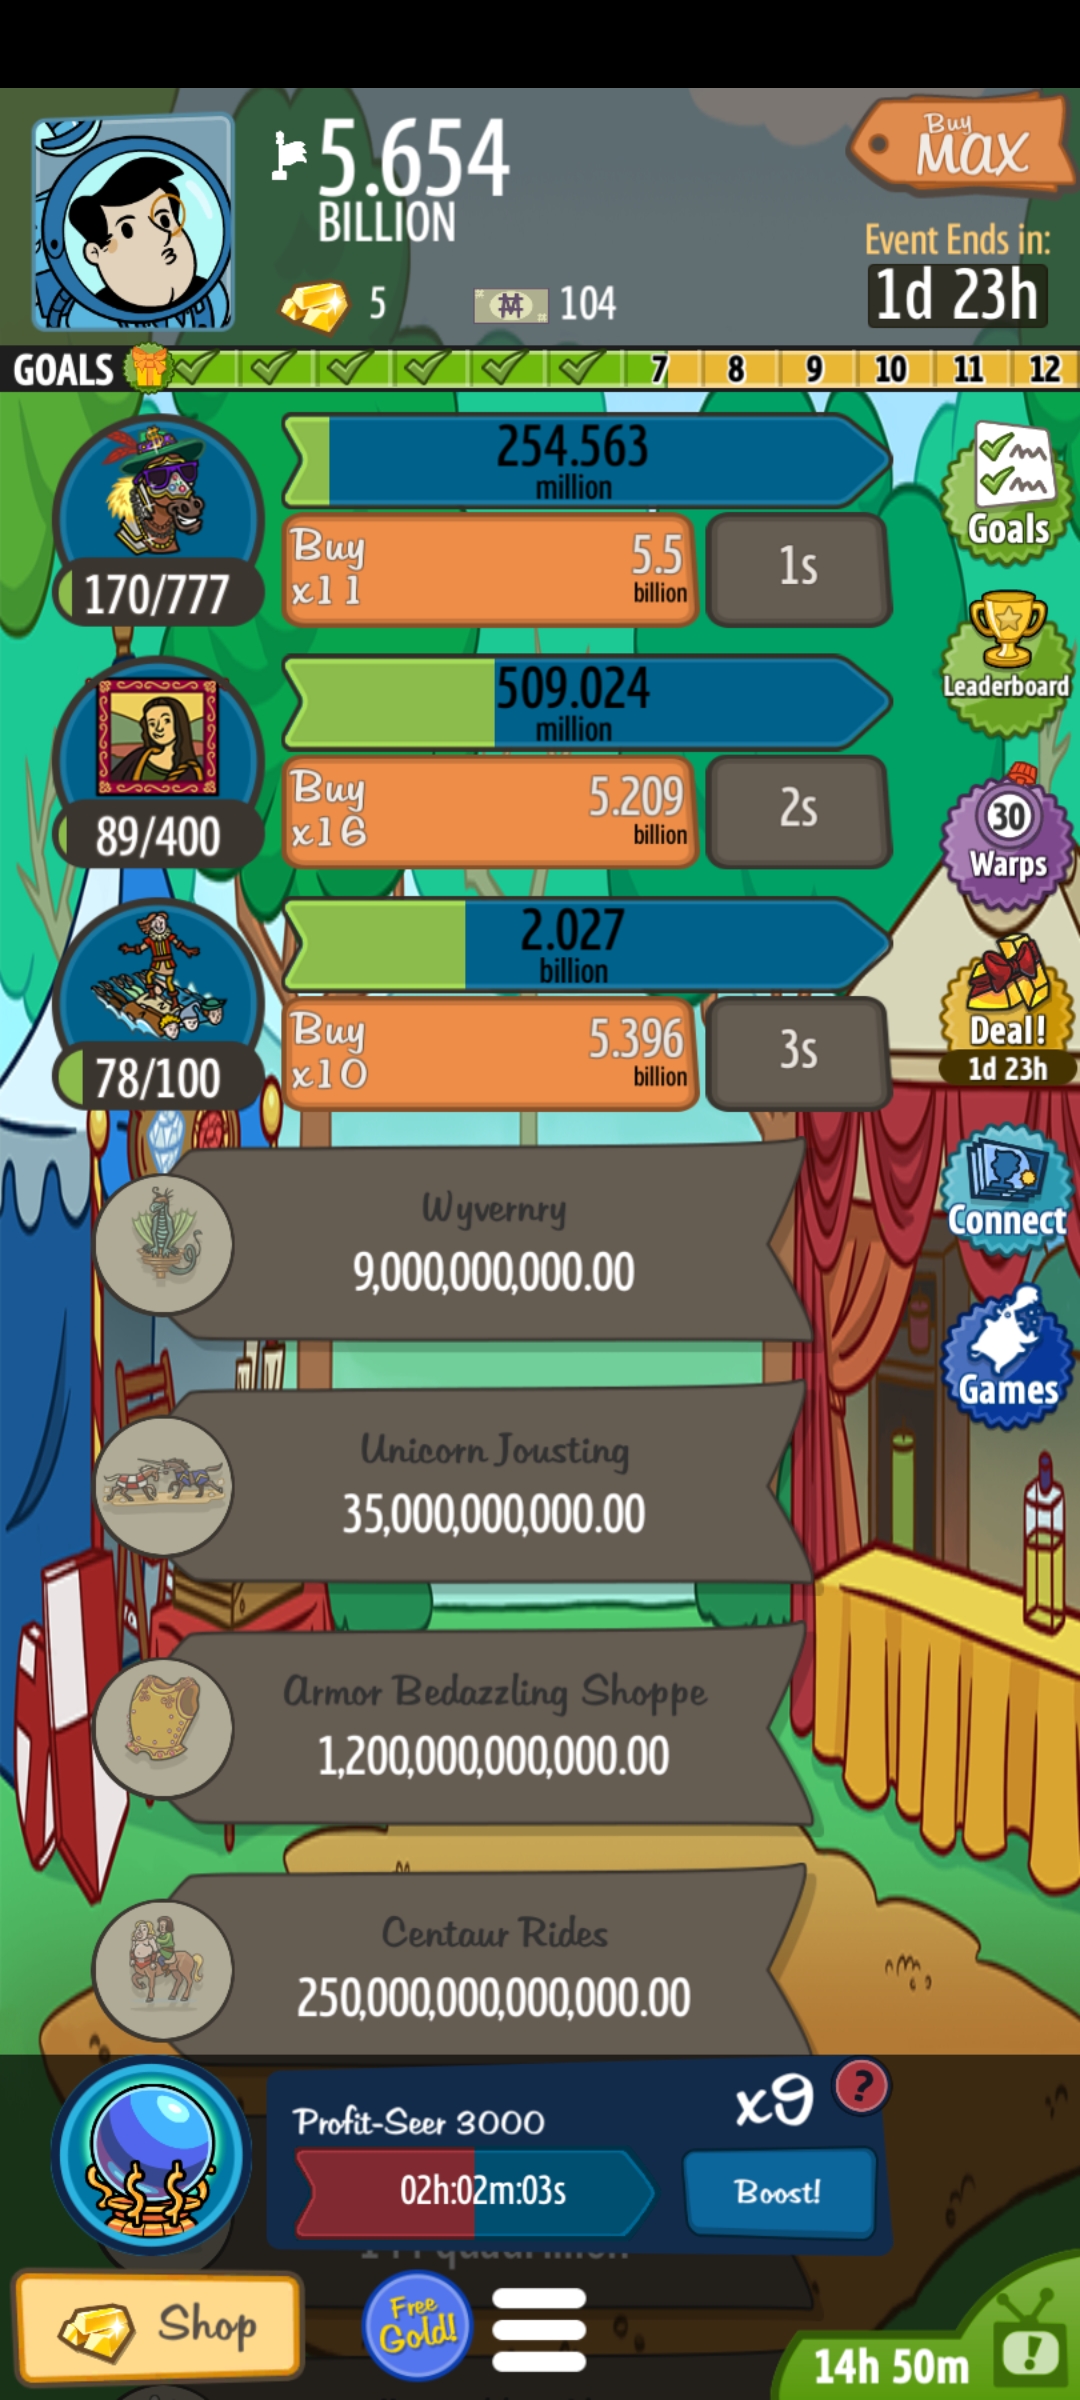 5.654
BILLION
5
104
Buy
MAX
Event Ends in:
1d 23h
GOALS 7 8 9 10 11 12
254.563
million
Buy
x11
5.5
billion
1s
170/777
Goals
509.024
million
Buy
x16
5.209
billion
2s
89/400
Leaderboard
30
Warps
2.027
billion
Buy
x10
5.396
billion
3s
78/100
Deal!
1d 23h
Wyvernry
9,000,000,000.00
Connect
Unicorn Jousting
35,000,000,000.00
Games
Armor Bedazzling Shoppe
1,200,000,000,000.00
Centaur Rides
250,000,000,000,000.00
Profit-Seer 3000
x9
?
02h:02m:03s
Boost!
Shop
Free
Gold!
14h 50m
!